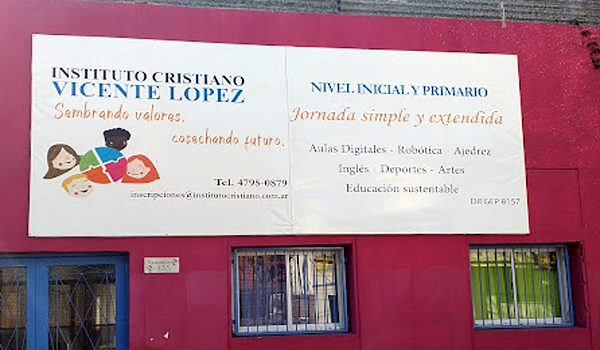 INSTITUTO CRISTIANO
VICENTE LOPEZ
Sembrando valores,
cosechando futuro.
Tel. 4795-0879
inscripciones@institutocristiano.com.ar
NIVEL INICIAL Y PRIMARIO
Jornada simple y extendida
Aulas Digitales - Robótica - Ajedrez
Inglés - Deportes - Artes
Educación sustentable
DIEGEP 8157